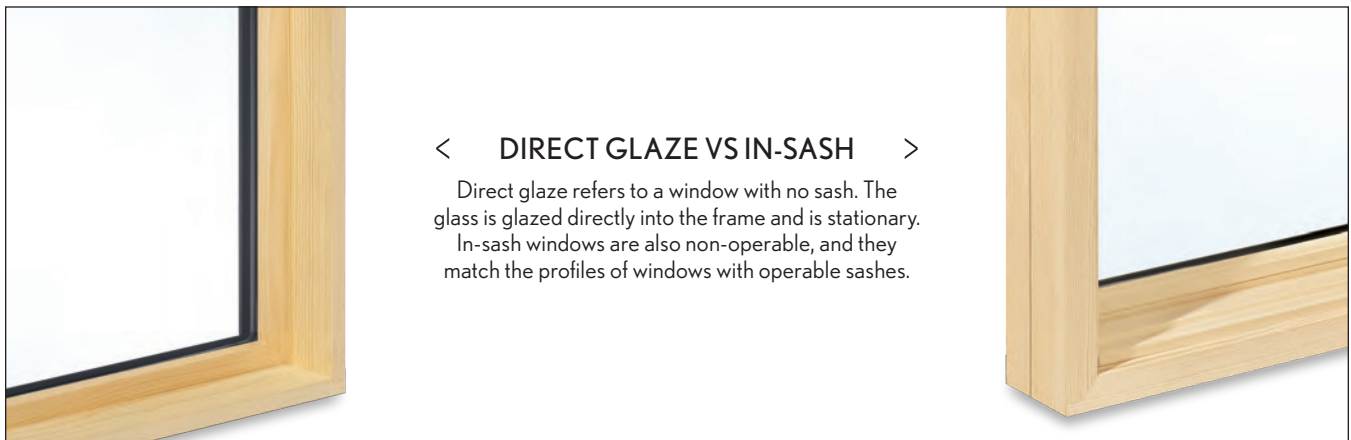 < DIRECT GLAZE VS IN-SASH >
Direct glaze refers to a window with no sash. The
glass is glazed directly into the frame and is stationary.
In-sash windows are also non-operable, and they
match the profiles of windows with operable sashes.